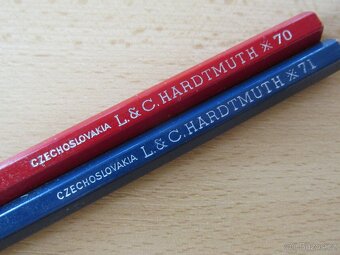 CZECHOSLOVAKIA L.& C. HARDTMUTH ⁙ 70
CZECHOSLOVAKIA L.& C. HARDTMUTH ⁙ 71